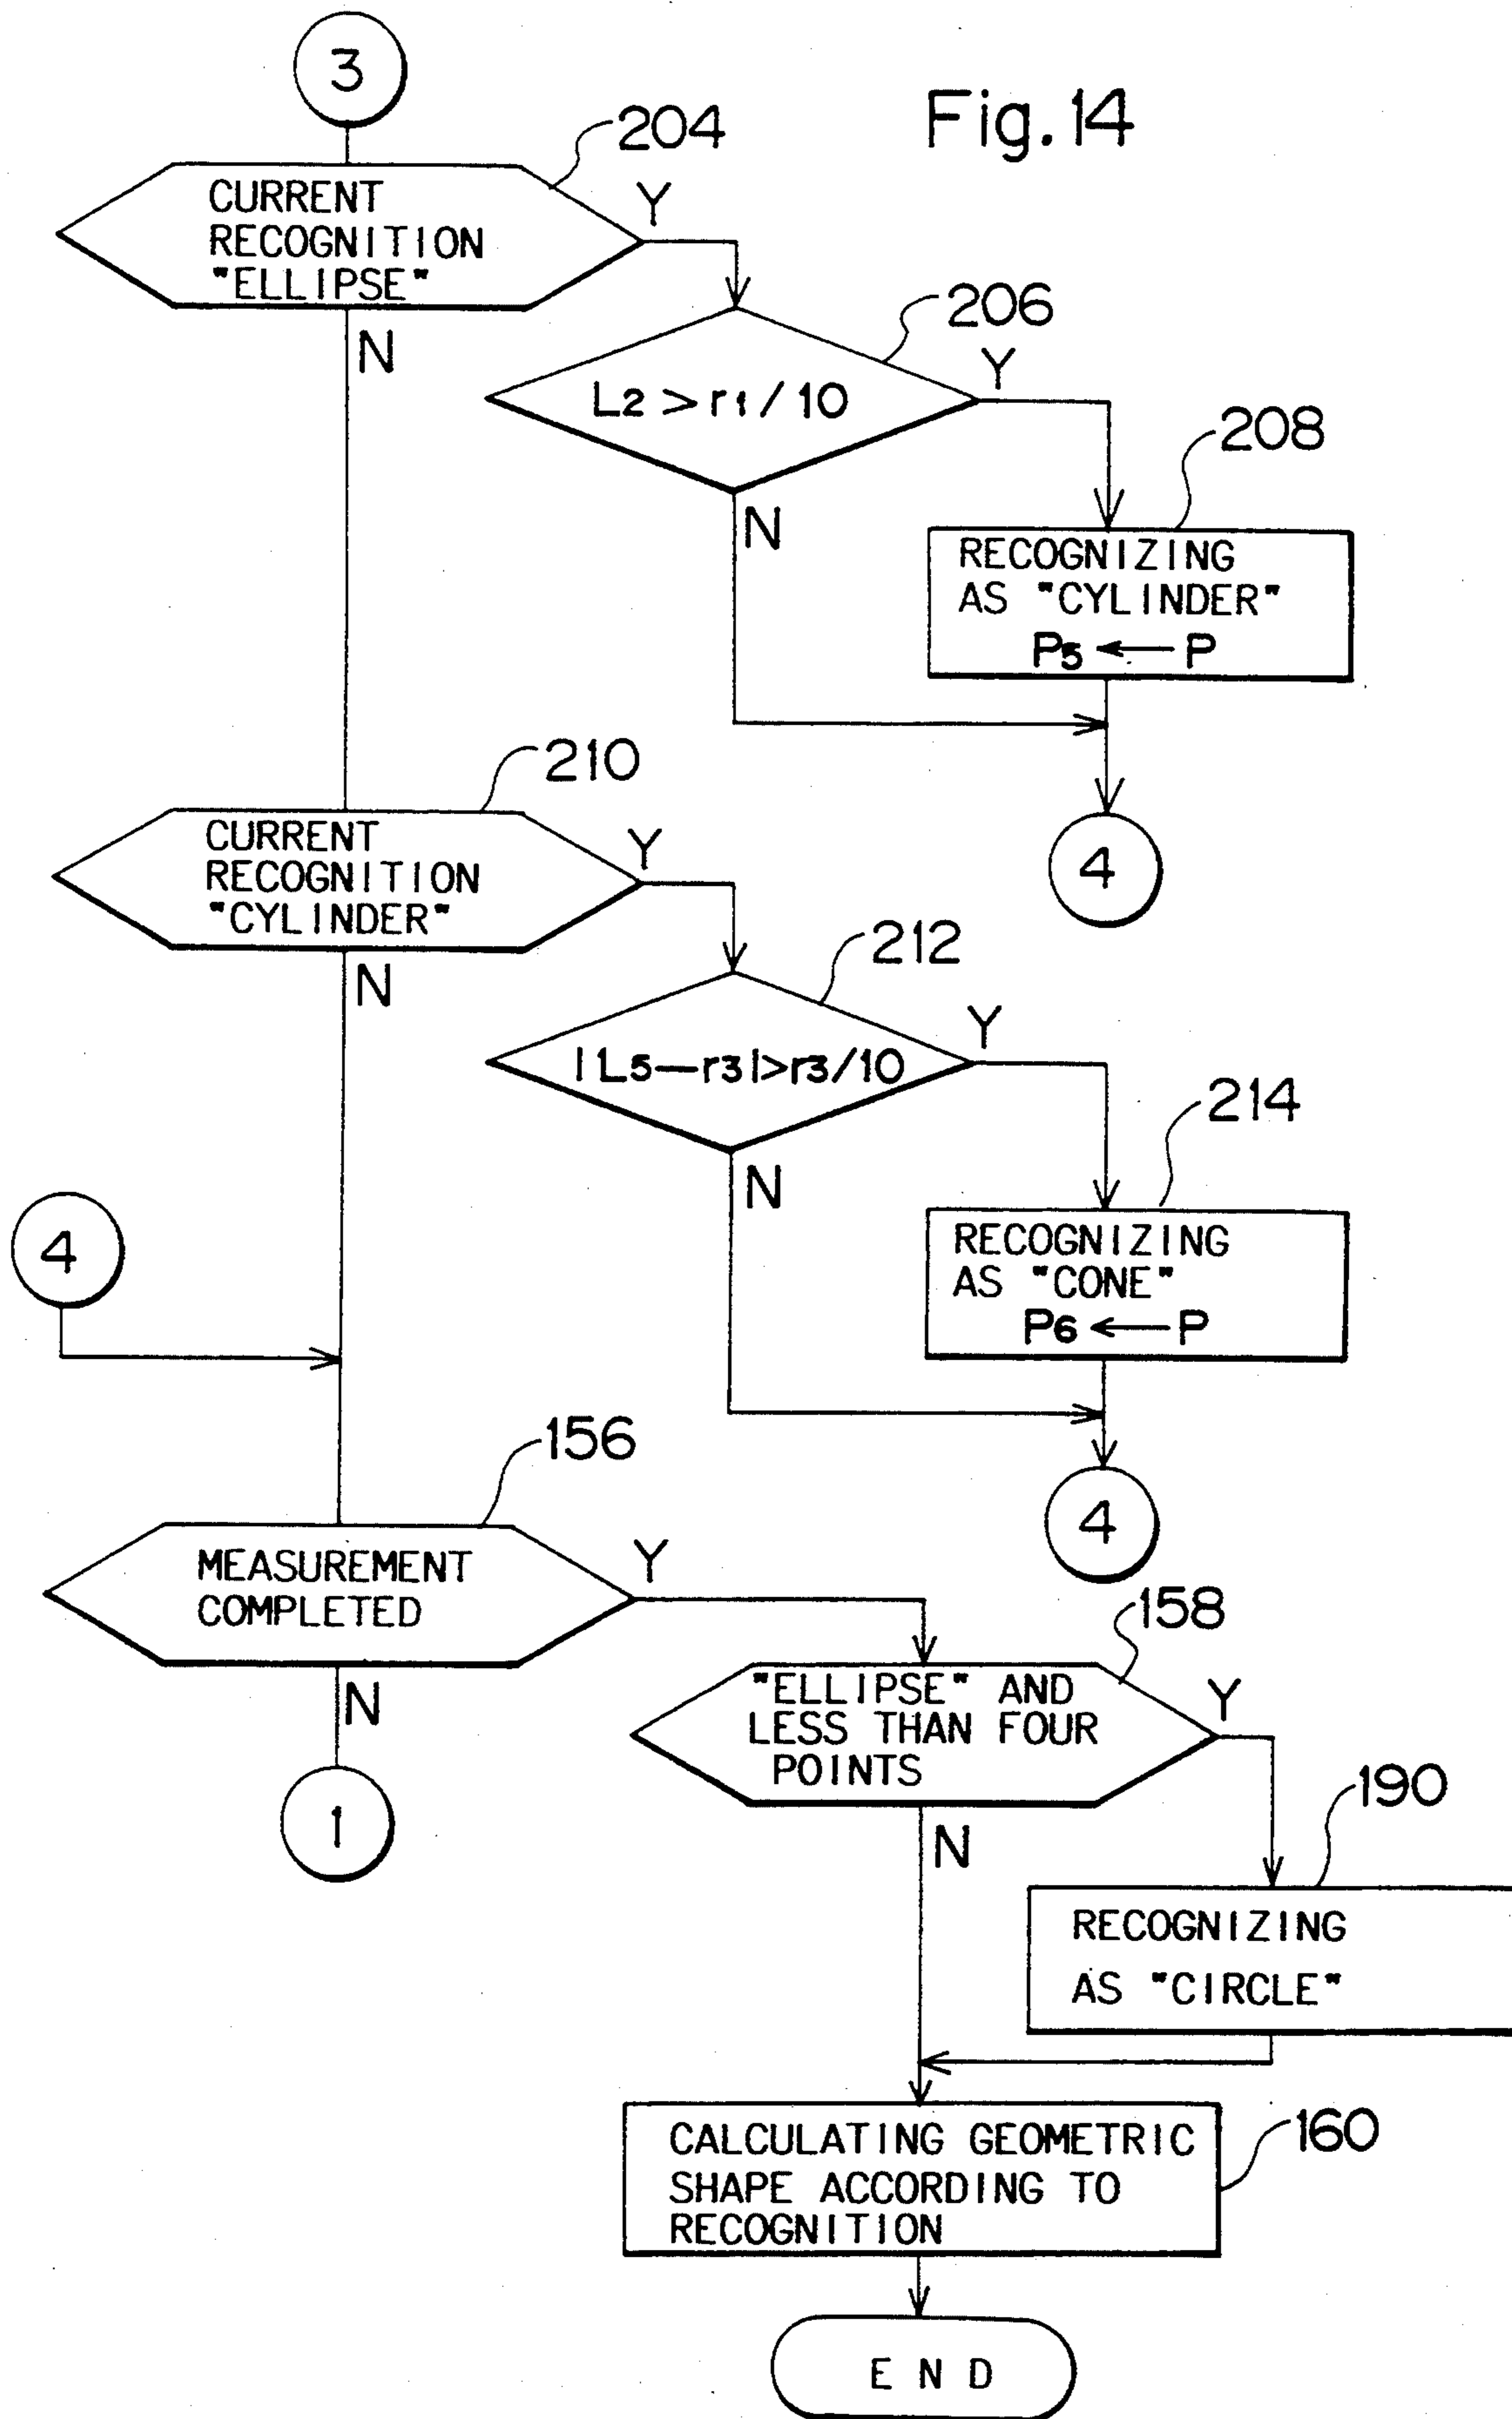 3
Fig. 14
204
CURRENT
RECOGNITION
"ELLIPSE"
Y
N
206
L2 > r1 / 10
Y
N
208
RECOGNIZING
AS "CYLINDER"
P5 ← P
4
210
CURRENT
RECOGNITION
"CYLINDER"
Y
N
212
|L5—r3|>r3/10
Y
N
214
RECOGNIZING
AS "CONE"
P6 ← P
4
4
156
MEASUREMENT
COMPLETED
Y
N
1
158
"ELLIPSE" AND
LESS THAN FOUR
POINTS
Y
N
190
RECOGNIZING
AS "CIRCLE"
160
CALCULATING GEOMETRIC
SHAPE ACCORDING TO
RECOGNITION
END